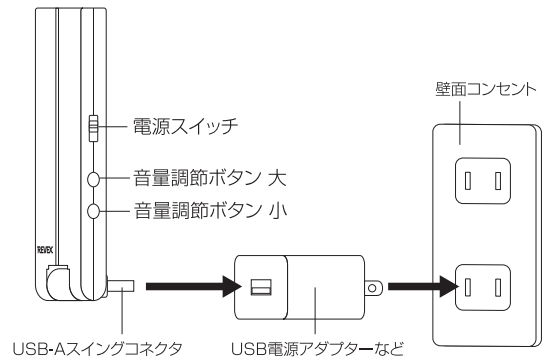 壁面コンセント
電源スイッチ
音量調節ボタン 大
音量調節ボタン 小
REVEX
USB-Aスイングコネクタ
USB電源アダプターなど